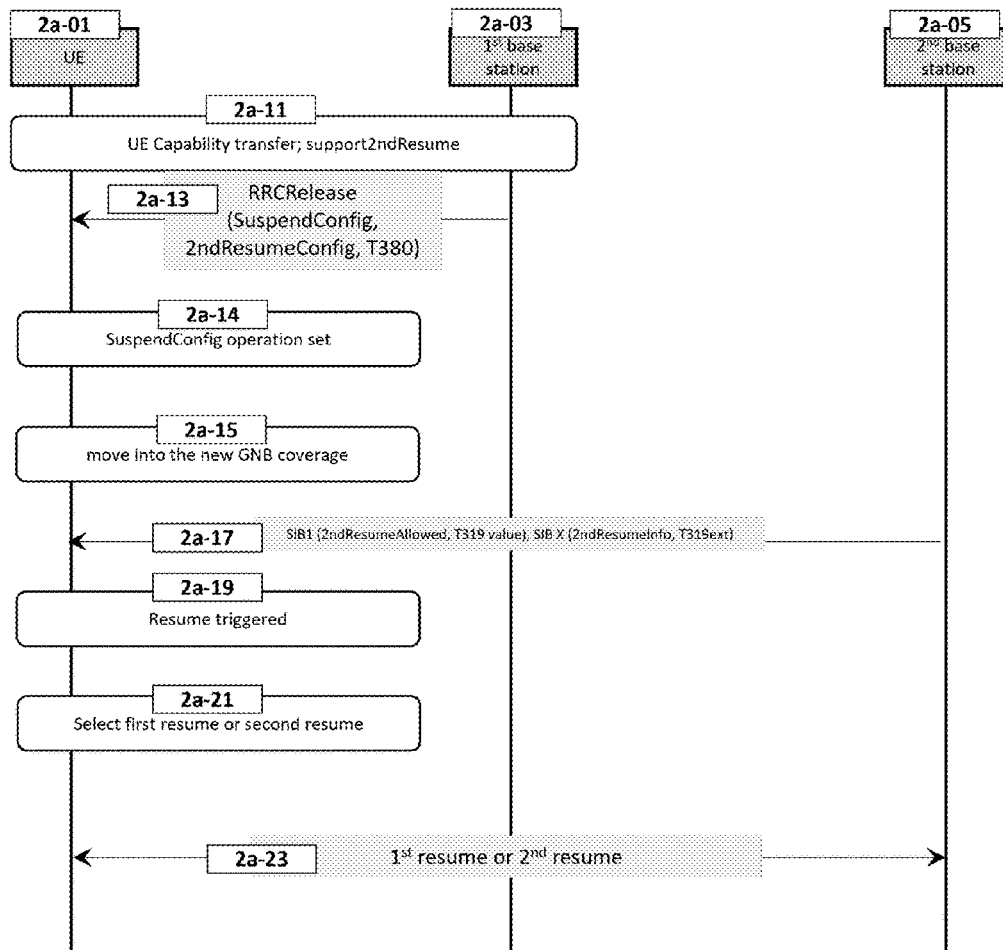 2a-01
UE
2a-03
1st base
station
2a-05
2nd base
station
2a-11
UE Capability transfer; support2ndResume
2a-13
RRCRelease
(SuspendConfig,
2ndResumeConfig, T380)
2a-14
SuspendConfig operation set
2a-15
move into the new GNB coverage
2a-17
SIB1 (2ndResumeAllowed, T319 value), SIB X (2ndResumeInfo, T319ext)
2a-19
Resume triggered
2a-21
Select first resume or second resume
2a-23
1st resume or 2nd resume